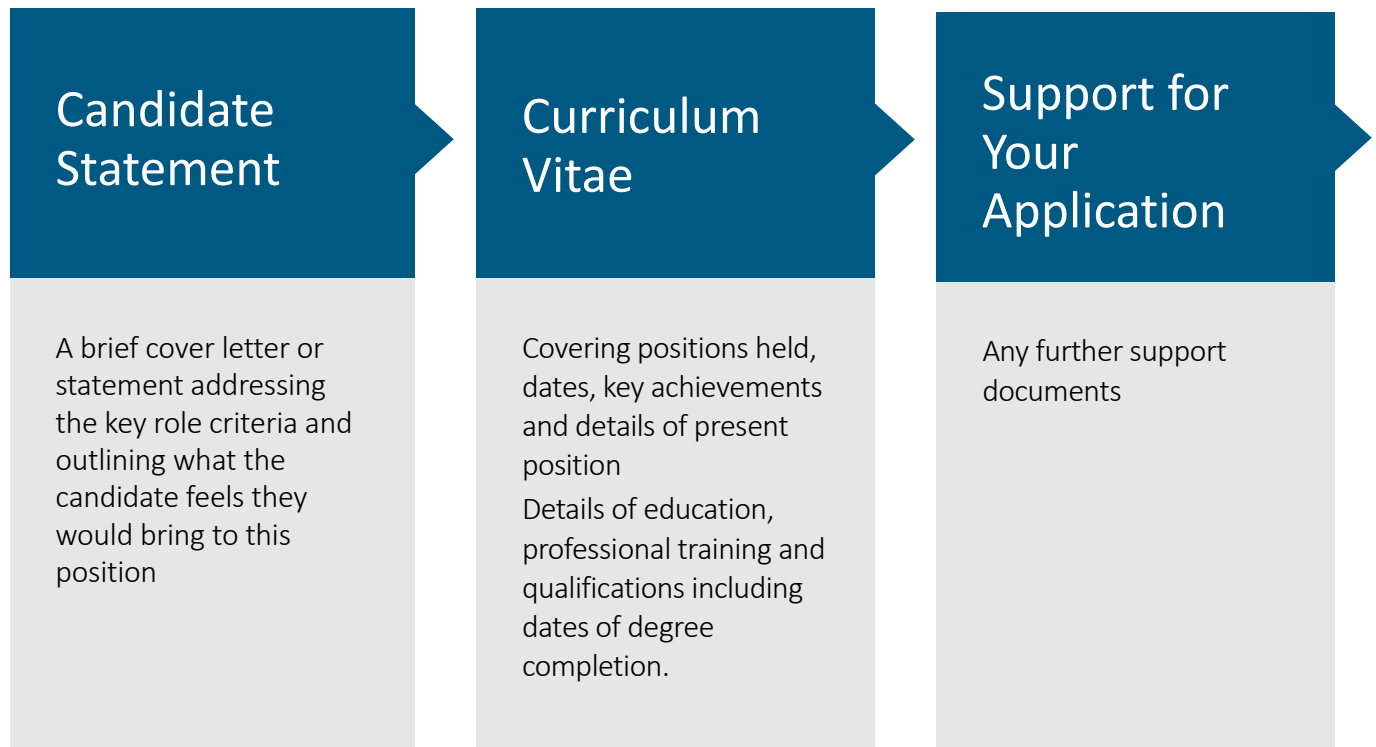 Candidate
Statement
A brief cover letter or
statement addressing
the key role criteria and
outlining what the
candidate feels they
would bring to this
position
Curriculum
Vitae
Covering positions held,
dates, key achievements
and details of present
position
Details of education,
professional training and
qualifications including
dates of degree
completion.
Support for
Your
Application
Any further support
documents